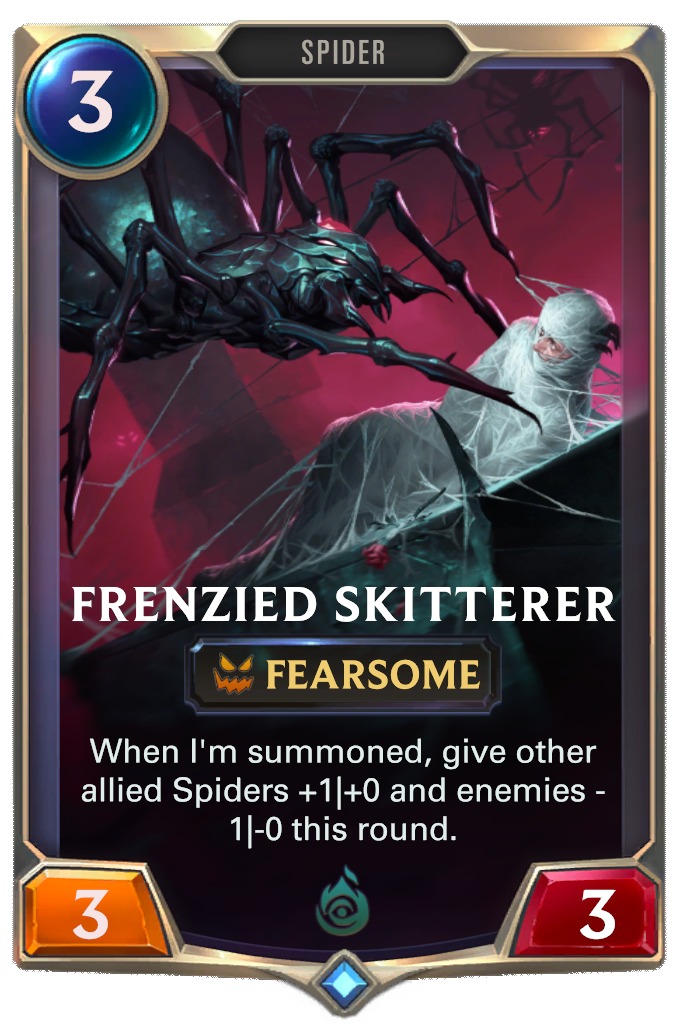 SPIDER
3
FRENZIED SKITTERER
FEARSOME
When I'm summoned, give other
allied Spiders +1|+0 and enemies -
1|-0 this round.
3
3